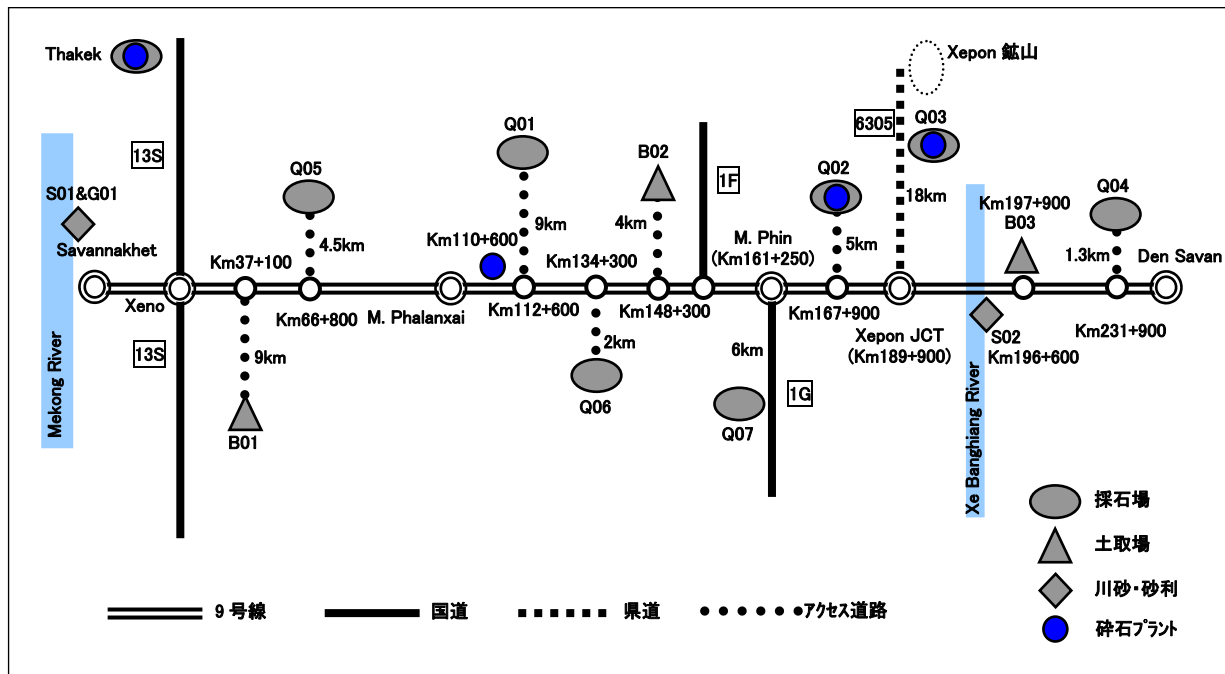 Thakek
Xepon 鉱山
13S
Q01
6305
Q03
B02
1F
Q05
Q02
Q04
S01&G01
Savannakhet
9km
4km
18km
Km197+900
B03
4.5km
Km110+600
M. Phin
(Km161+250)
5km
1.3km
Den Savan
Km37+100
Km134+300
Xeno
Km66+800
M. Phalanxai
Km112+600
Km148+300
Km167+900
Xepon JCT
(Km189+900)
S02
Km196+600
Km231+900
Mekong River
13S
9km
B01
2km
Q06
6km
Q07
1G
Xe Banghiang River
採石場
土取場
川砂・砂利
砕石プラント
9 号線
国道
県道
アクセス道路